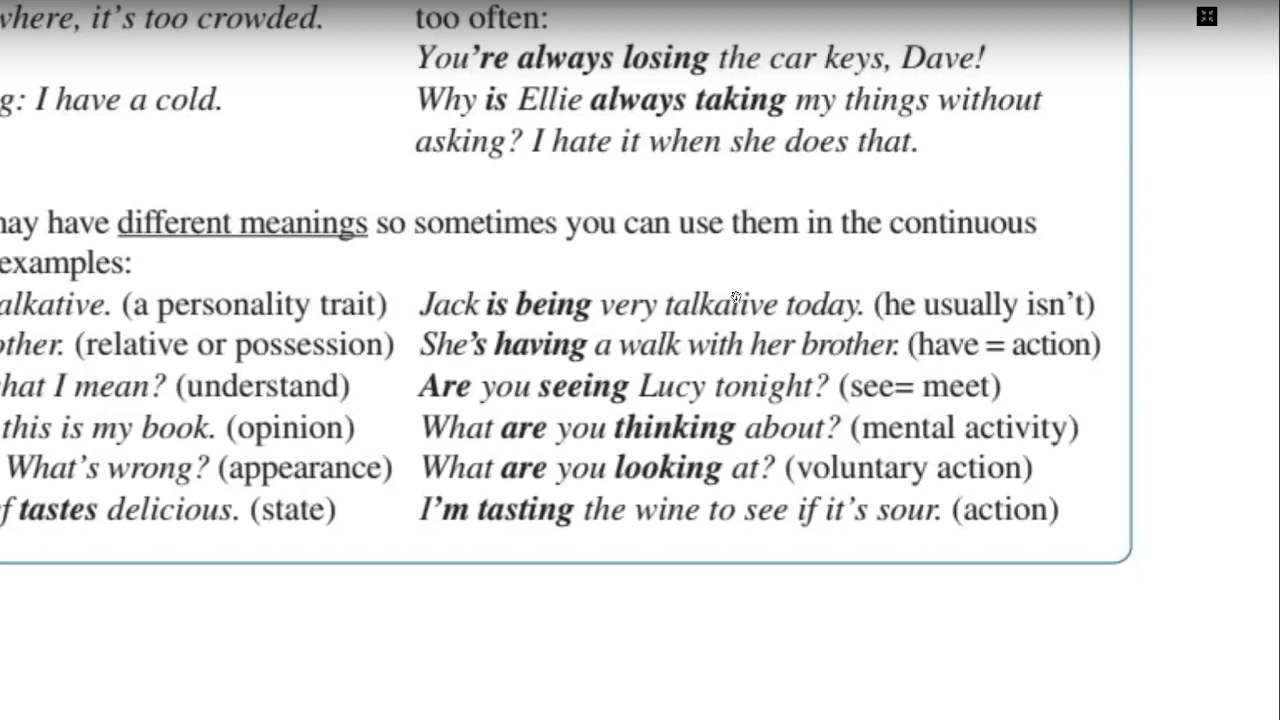 where, it's too crowded. too often:
You're always losing the car keys, Dave!
g: I have a cold. Why is Ellie always taking my things without
asking? I hate it when she does that.
may have different meanings so sometimes you can use them in the continuous
examples:
alkative. (a personality trait) Jack is being very talkative today. (he usually isn't)
other. (relative or possession) She's having a walk with her brother. (have = action)
hat I mean? (understand) Are you seeing Lucy tonight? (see= meet)
this is my book. (opinion) What are you thinking about? (mental activity)
What's wrong? (appearance) What are you looking at? (voluntary action)
f tastes delicious. (state) I'm tasting the wine to see if it's sour. (action)